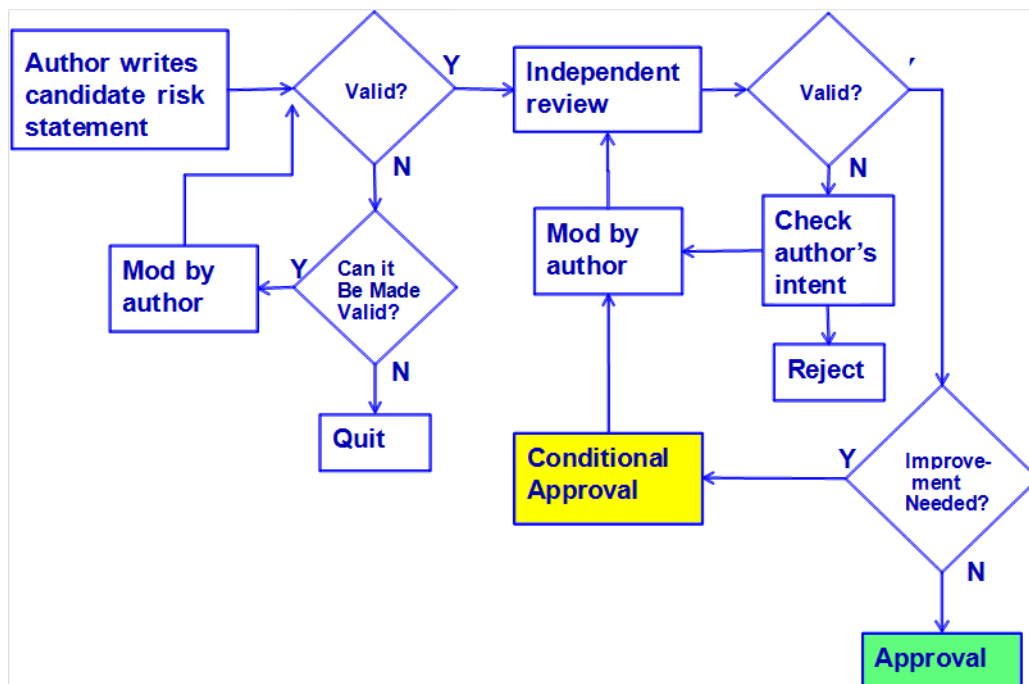 Author writes
candidate risk
statement
Valid?
Y
N
Independent
review
Valid?
N
Mod by
author
Y
Can it
Be Made
Valid?
N
Quit
Mod by
author
Check
author's
intent
Reject
Conditional
Approval
Y
Improve-
ment
Needed?
N
Approval